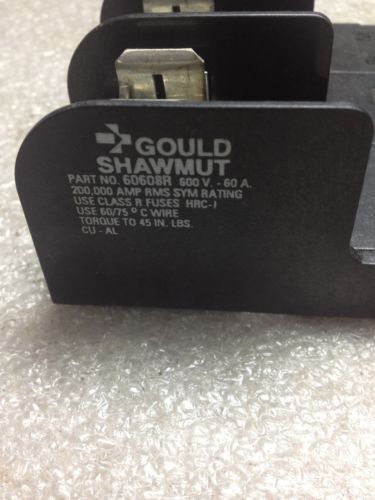 GOULD
SHAWMUT
PART NO. 60608R 600 V. - 60 A.
200,000 AMP RMS SYM RATING
USE CLASS R FUSES HRC-I
USE 60/75 ° C WIRE
TORQUE TO 45 IN. LBS.
CU - AL